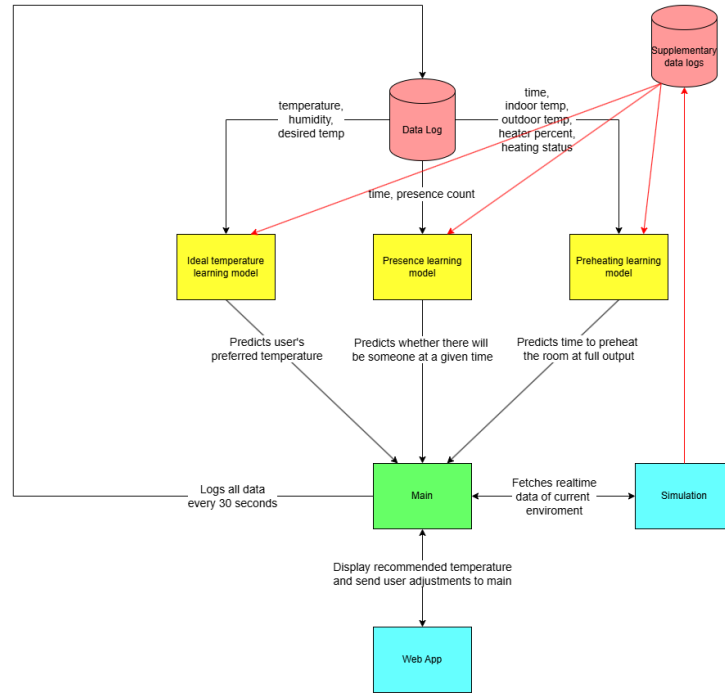 Supplementary
data logs
temperature,
humidity,
desired temp
Data Log
time,
indoor temp,
outdoor temp,
heater percent,
heating status
time, presence count
Ideal temperature
learning model
Presence learning
model
Preheating learning
model
Predicts user's
preferred temperature
Predicts whether there will
be someone at a given time
Predicts time to preheat
the room at full output
Logs all data
every 30 seconds
Main
Fetches realtime
data of current
enviroment
Simulation
Display recommended temperature
and send user adjustments to main
Web App